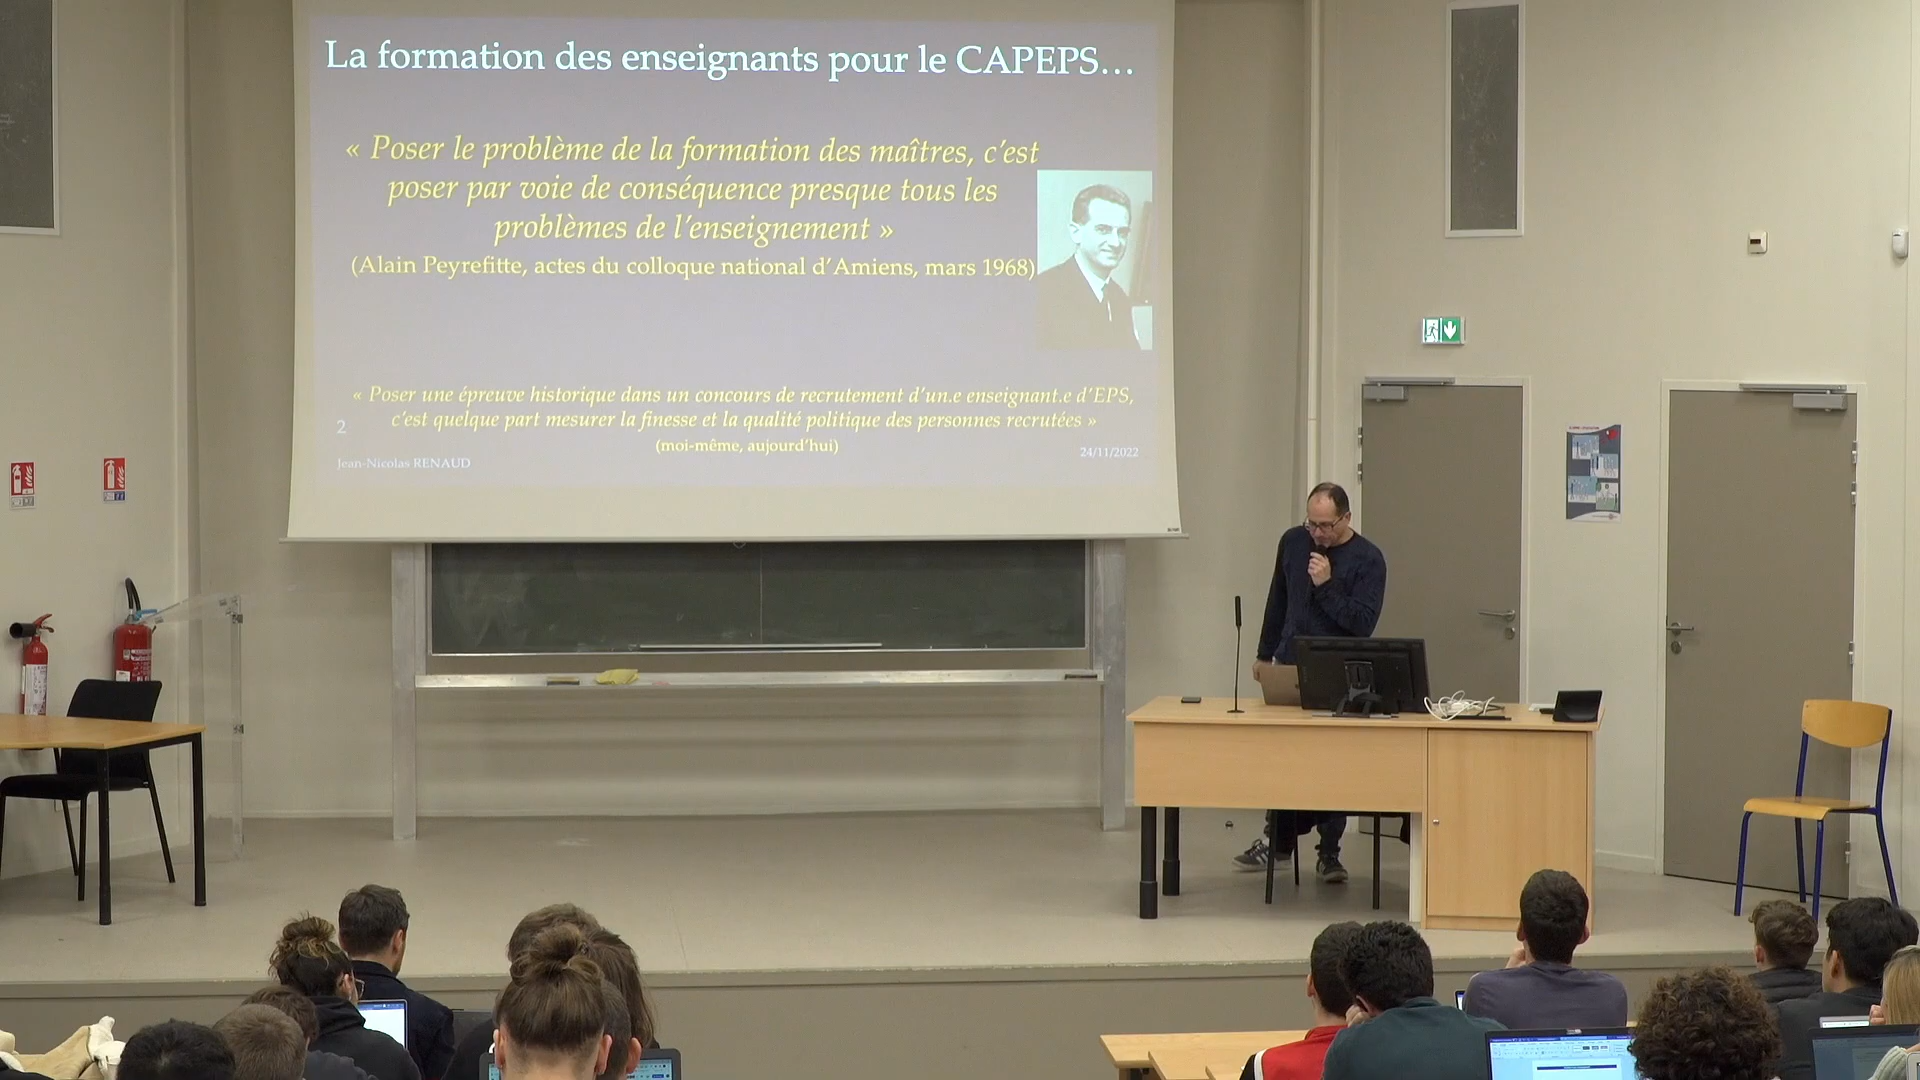 La formation des enseignants pour le CAPEPS…
« Poser le problème de la formation des maîtres, c’est
poser par voie de conséquence presque tous les
problèmes de l’enseignement »
(Alain Peyrefitte, actes du colloque national d’Amiens, mars 1968)
« Poser une épreuve historique dans un concours de recrutement d’un.e enseignant.e d’EPS,
c’est quelque part mesurer la finesse et la qualité politique des personnes recrutées »
(moi-même, aujourd’hui)
2
Jean-Nicolas RENAUD
24/11/2022